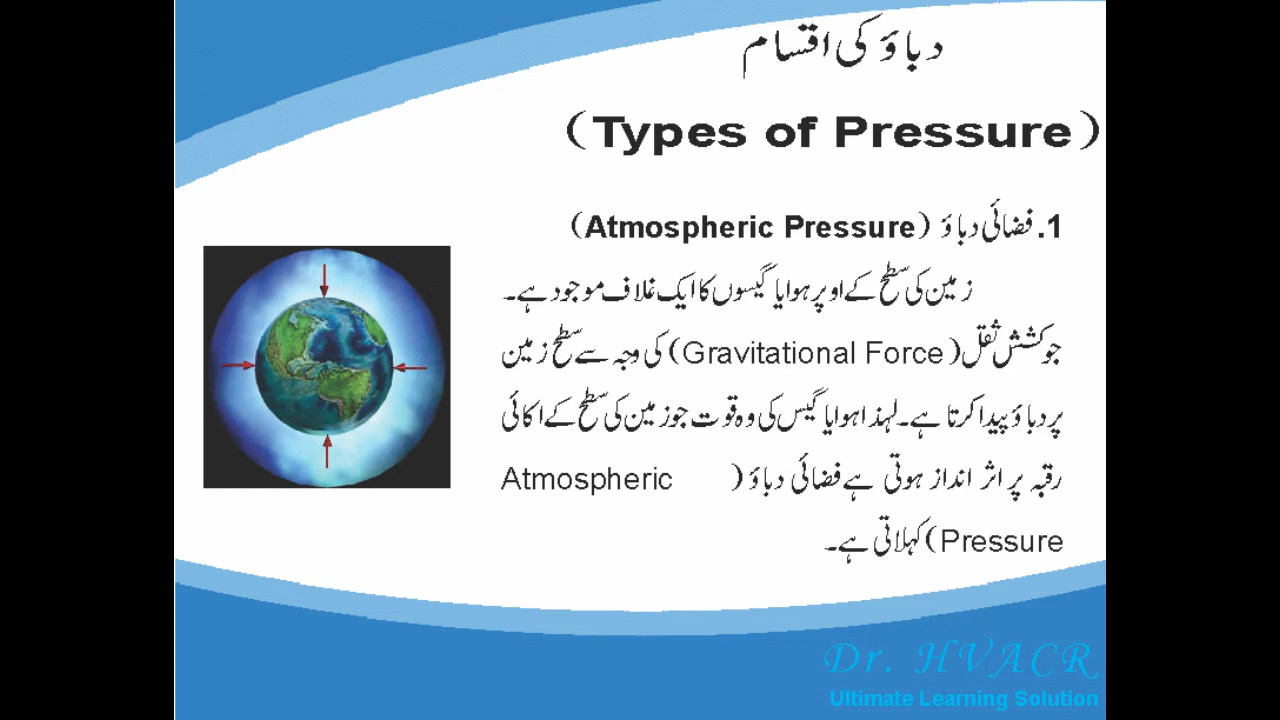 دباؤ کی اقسام
(Types of Pressure)
1. فضائی دباؤ (Atmospheric Pressure)
زمین کی سطح کے اوپر ہوا یا گیسوں کا ایک غلاف موجود ہے۔
جو کشش ثقل (Gravitational Force) کی وجہ سے سطح زمین
پر دباؤ پیدا کرتا ہے۔ لہذا ہوا یا گیس کی وہ قوت جو زمین کی سطح کے اکائی
رقبہ پر اثر انداز ہوتی ہے فضائی دباؤ (Atmospheric
Pressure) کہلاتی ہے۔
Dr. HVACR
Ultimate Learning Solution